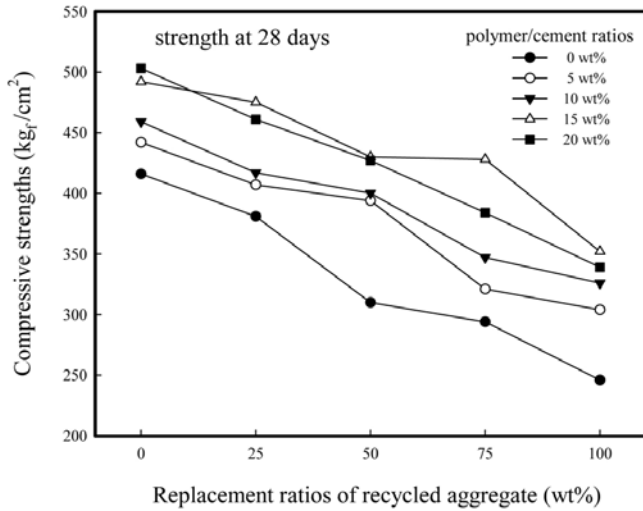 strength at 28 days
polymer/cement ratios
0 wt%
5 wt%
10 wt%
15 wt%
20 wt%
Compressive strengths (kgf/cm²)
550
500
450
400
350
300
250
200
0 25 50 75 100
Replacement ratios of recycled aggregate (wt%)